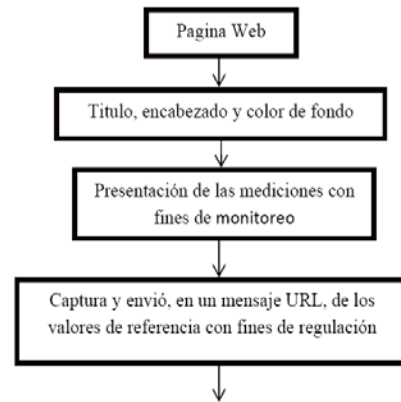 Pagina Web
Titulo, encabezado y color de fondo
Presentación de las mediciones con
fines de monitoreo
Captura y envió, en un mensaje URL, de los
valores de referencia con fines de regulación